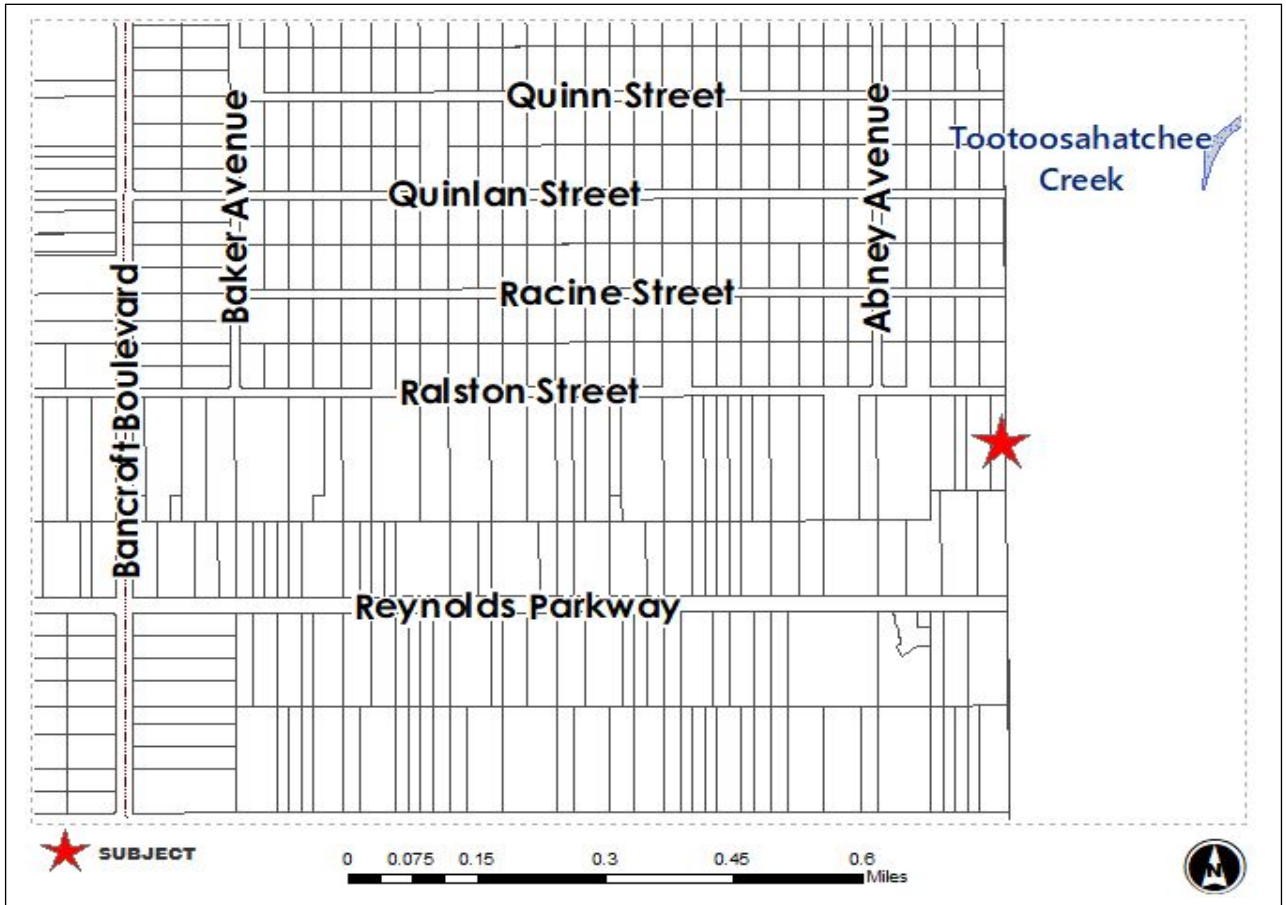 Quinn Street
Tootoosahatchee
Creek
Baker Avenue
Abney Avenue
Quinlan Street
Racine Street
Bancroft Boulevard
Ralston Street
Reynolds Parkway
SUBJECT
0 0.075 0.15 0.3 0.45 0.6
Miles
N